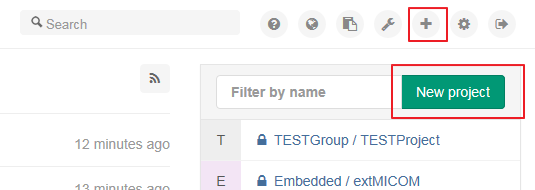 Search
Filter by name
New project
12 minutes ago
T
TESTGroup / TESTProject
13 minutes ago
E
Embedded / extMICOM